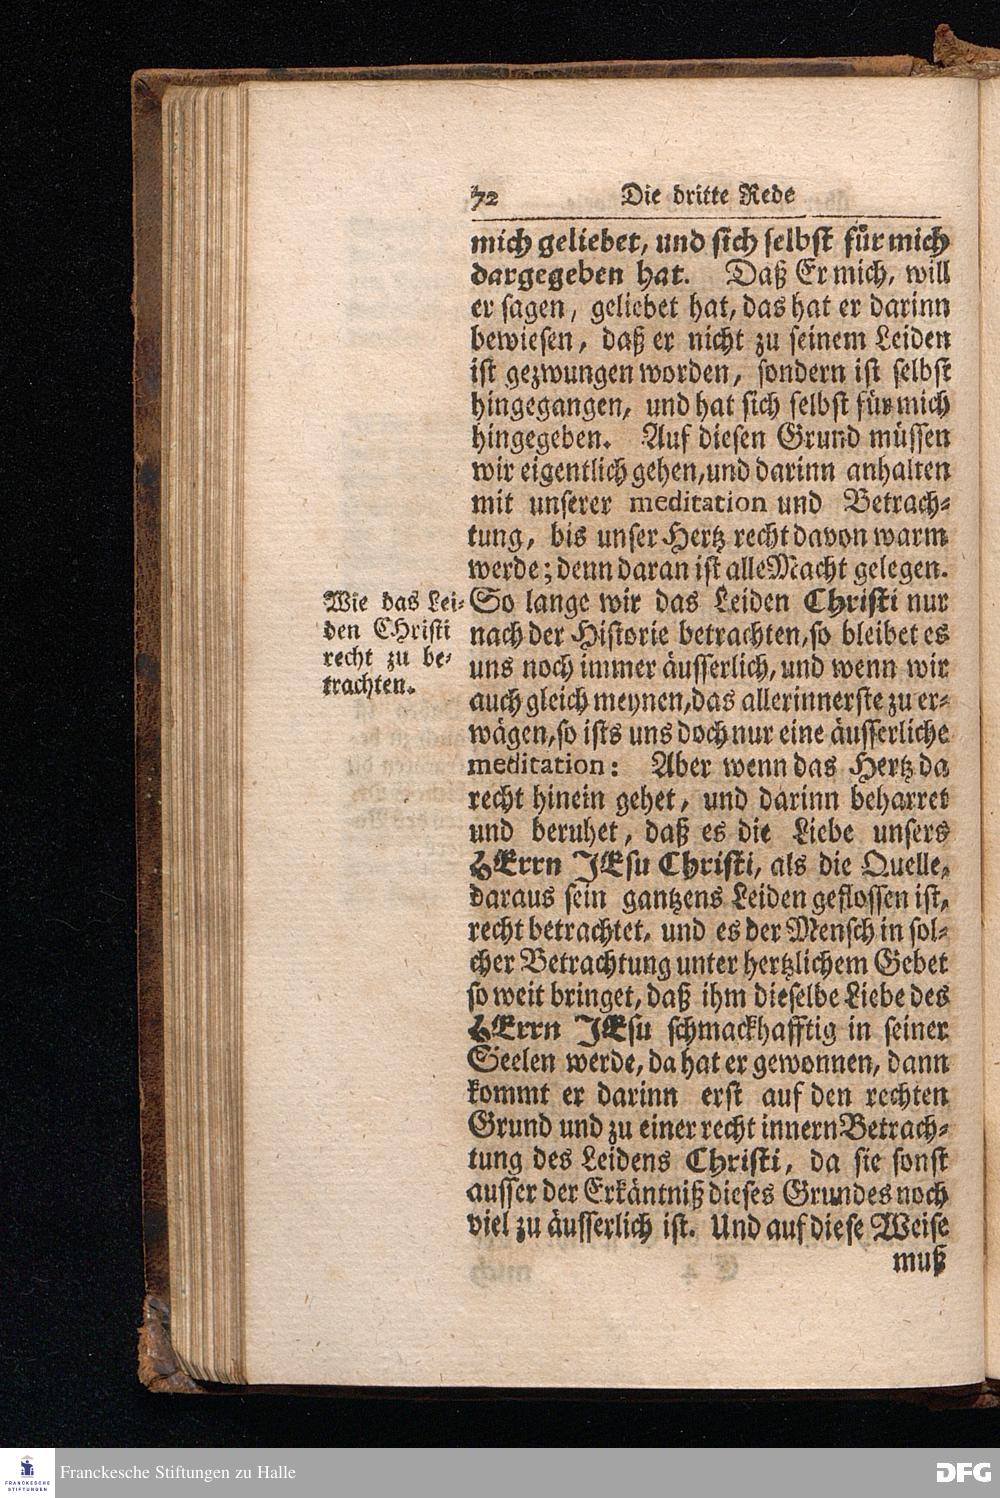 72 Die dritte Rede
mich geliebet, und sich selbst für mich
dargegeben hat. Daß Er mich, will
er sagen, geliebet hat, das hat er darinn
bewiesen, daß er nicht zu seinem Leiden
ist gezwungen worden, sondern ist selbst
hingegangen, und hat sich selbst für mich
hingegeben. Auf diesen Grund müssen
wir eigentlich gehen, und darinn anhalten
mit unserer meditation und Betrach-
tung, bis unser Hertz recht davon warm
werde; denn daran ist alle Macht gelegen.
Wie das Lei-
den CHristi
recht zu be-
trachten.
So lange wir das Leiden Christi nur
nach der Historie betrachten, so bleibet es
uns noch immer äusserlich, und wenn wir
auch gleich meynen, das allerinnerste zu er-
wägen, so ists uns doch nur eine äusserliche
meditation: Aber wenn das Hertz da
recht hinein gehet, und darinn beharret
und beruhet, daß es die Liebe unsers
HErrn JEsu Christi, als die Quelle,
daraus sein gantzens Leiden geflossen ist,
recht betrachtet, und es der Mensch in sol-
cher Betrachtung unter hertzlichem Gebet
so weit bringet, daß ihm dieselbe Liebe des
HErrn JEsu schmackhafftig in seiner
Seelen werde, da hat er gewonnen, dann
kommt er darinn erst auf den rechten
Grund und zu einer recht innern Betrach-
tung des Leidens Christi, da sie sonst
ausser der Erkäntniß dieses Grundes noch
viel zu äusserlich ist. Und auf diese Weise
muß
FRANCKESCHE
STIFTUNGEN
Franckesche Stiftungen zu Halle
DFG